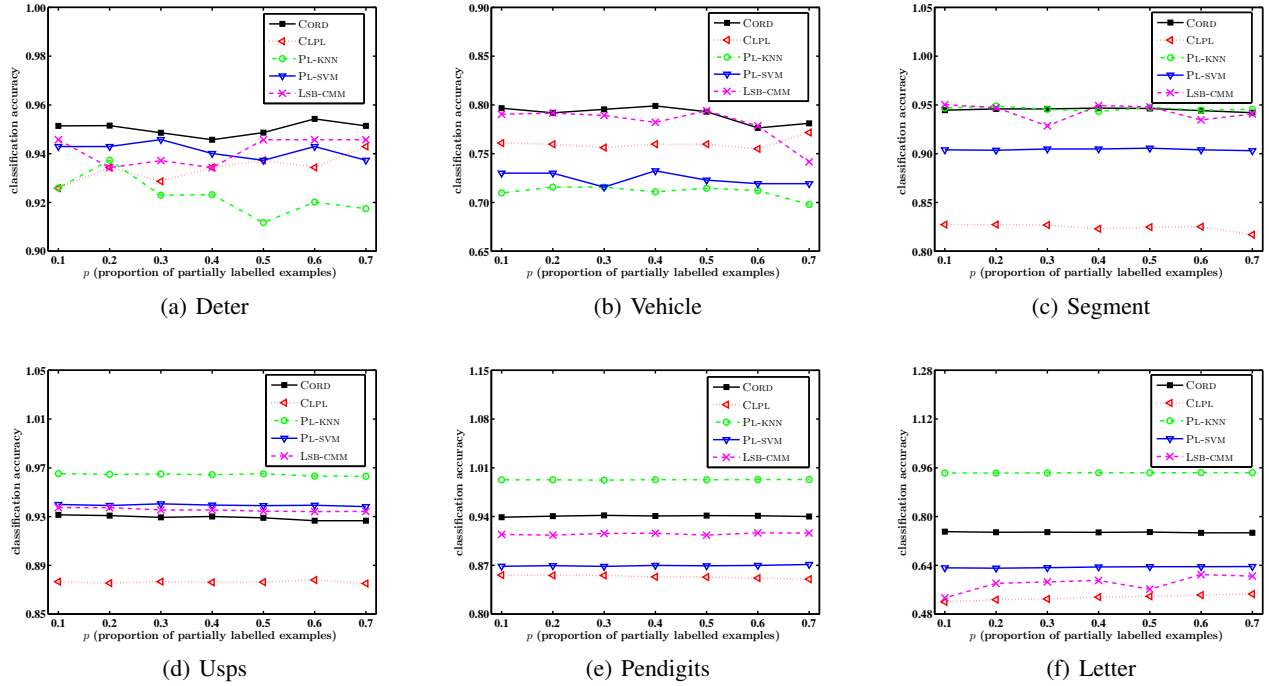 1.00
0.98
0.96
0.94
0.92
0.90
classification accuracy
CORD
CLPL
PL-KNN
PL-SVM
LSB-CMM
0.1 0.2 0.3 0.4 0.5 0.6 0.7
p (proportion of partially labelled examples)
(a) Deter
0.90
0.85
0.80
0.75
0.70
0.65
classification accuracy
CORD
CLPL
PL-KNN
PL-SVM
LSB-CMM
0.1 0.2 0.3 0.4 0.5 0.6 0.7
p (proportion of partially labelled examples)
(b) Vehicle
1.05
1.00
0.95
0.90
0.85
0.80
classification accuracy
CORD
CLPL
PL-KNN
PL-SVM
LSB-CMM
0.1 0.2 0.3 0.4 0.5 0.6 0.7
p (proportion of partially labelled examples)
(c) Segment
1.05
1.01
0.97
0.93
0.89
0.85
classification accuracy
CORD
CLPL
PL-KNN
PL-SVM
LSB-CMM
0.1 0.2 0.3 0.4 0.5 0.6 0.7
p (proportion of partially labelled examples)
(d) Usps
1.15
1.08
1.01
0.94
0.87
0.80
classification accuracy
CORD
CLPL
PL-KNN
PL-SVM
LSB-CMM
0.1 0.2 0.3 0.4 0.5 0.6 0.7
p (proportion of partially labelled examples)
(e) Pendigits
1.28
1.12
0.96
0.80
0.64
0.48
classification accuracy
CORD
CLPL
PL-KNN
PL-SVM
LSB-CMM
0.1 0.2 0.3 0.4 0.5 0.6 0.7
p (proportion of partially labelled examples)
(f) Letter